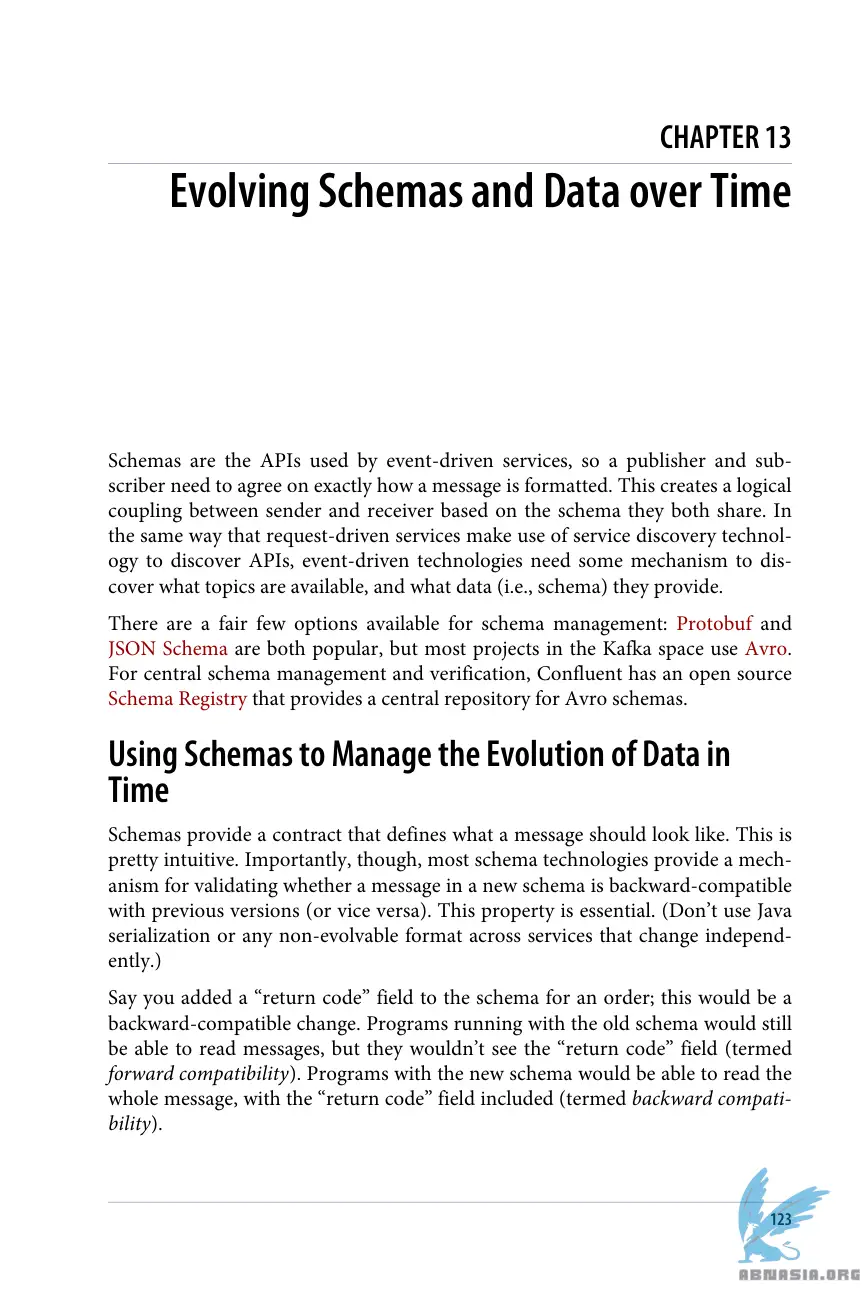 CHAPTER 13
Evolving Schemas and Data over Time
Schemas are the APIs used by event-driven services, so a publisher and sub-
scriber need to agree on exactly how a message is formatted. This creates a logical
coupling between sender and receiver based on the schema they both share. In
the same way that request-driven services make use of service discovery technol-
ogy to discover APIs, event-driven technologies need some mechanism to dis-
cover what topics are available, and what data (i.e., schema) they provide.
There are a fair few options available for schema management: Protobuf and
JSON Schema are both popular, but most projects in the Kafka space use Avro.
For central schema management and verification, Confluent has an open source
Schema Registry that provides a central repository for Avro schemas.
Using Schemas to Manage the Evolution of Data in
Time
Schemas provide a contract that defines what a message should look like. This is
pretty intuitive. Importantly, though, most schema technologies provide a mech-
anism for validating whether a message in a new schema is backward-compatible
with previous versions (or vice versa). This property is essential. (Don’t use Java
serialization or any non-evolvable format across services that change independ-
ently.)
Say you added a “return code” field to the schema for an order; this would be a
backward-compatible change. Programs running with the old schema would still
be able to read messages, but they wouldn’t see the “return code” field (termed
forward compatibility). Programs with the new schema would be able to read the
whole message, with the “return code” field included (termed backward compati-
bility).
123
ABNASIA.ORG